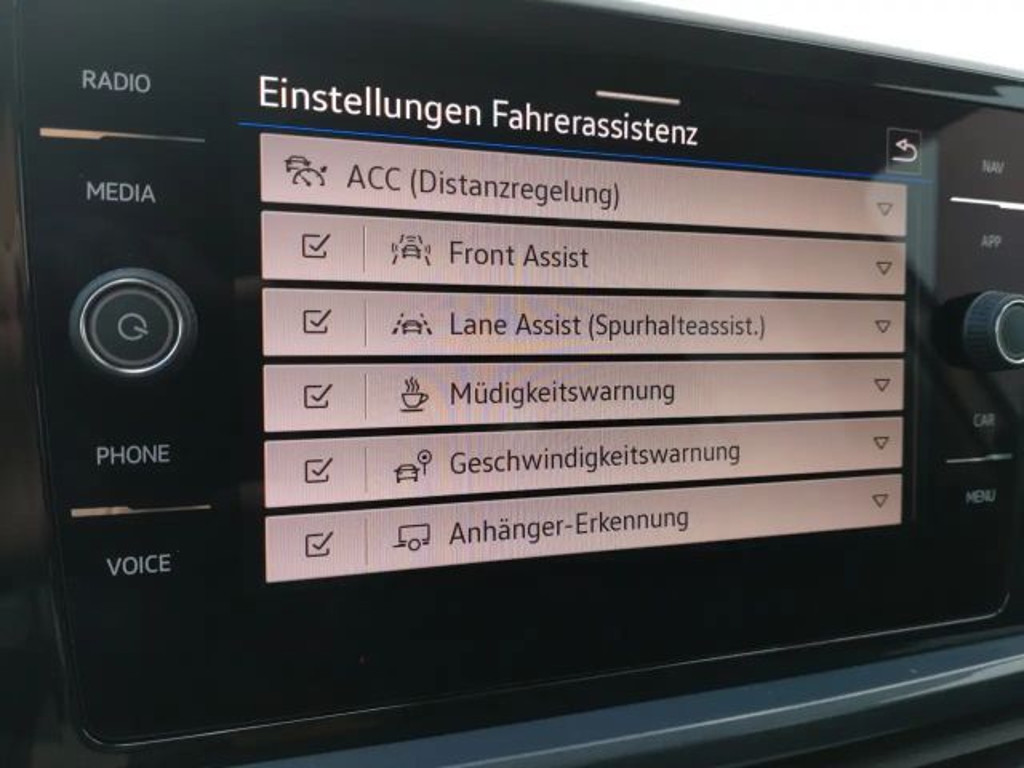 RADIO
MEDIA
PHONE
VOICE
Einstellungen Fahrerassistenz
ACC (Distanzregelung)
Front Assist
Lane Assist (Spurhalteassist.)
Müdigkeitswarnung
Geschwindigkeitswarnung
Anhänger-Erkennung
NAV
APP
CAR
MENU